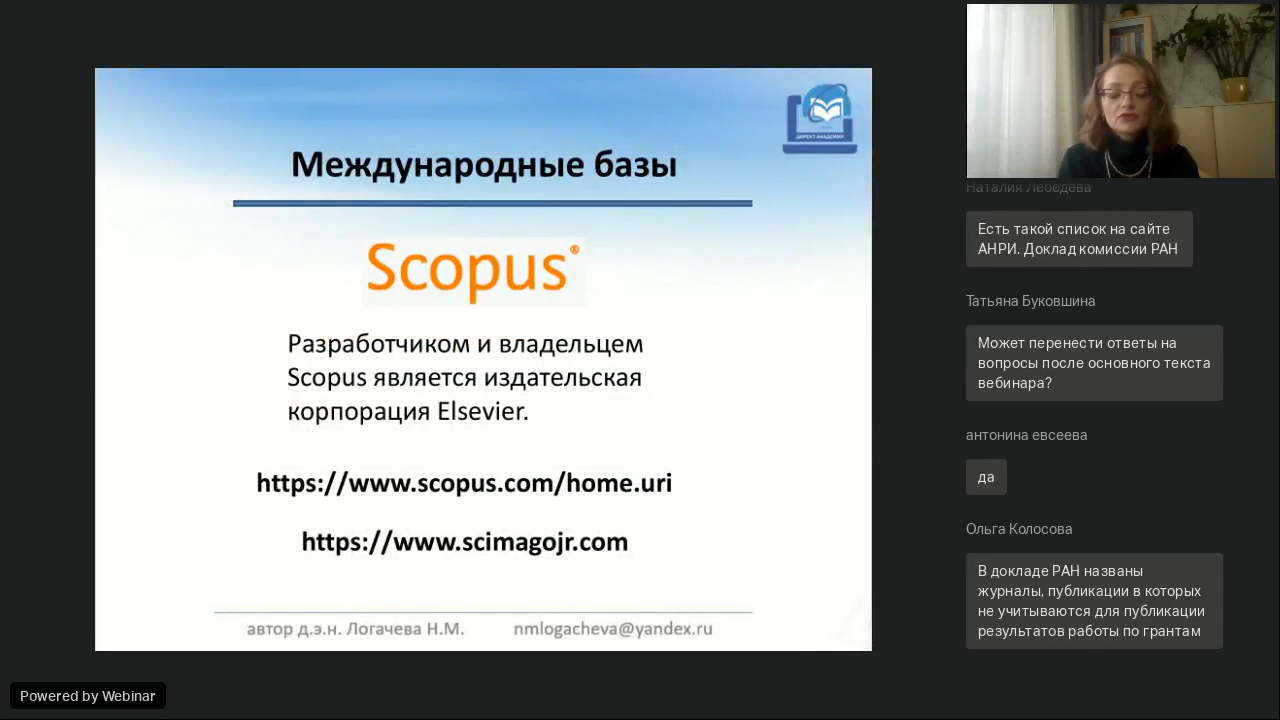 ДИРЕКТ АКАДЕМИЯ
Международные базы
Scopus®
Разработчиком и владельцем
Scopus является издательская
корпорация Elsevier.
https://www.scopus.com/home.uri
https://www.scimagojr.com
автор д.э.н. Логачева Н.М. nmlogacheva@yandex.ru
Наталия Лебедева
Есть такой список на сайте
АНРИ. Доклад комиссии РАН
Татьяна Буковшина
Может перенести ответы на
вопросы после основного текста
вебинара?
антонина евсеева
да
Ольга Колосова
В докладе РАН названы
журналы, публикации в которых
не учитываются для публикации
результатов работы по грантам
Powered by Webinar